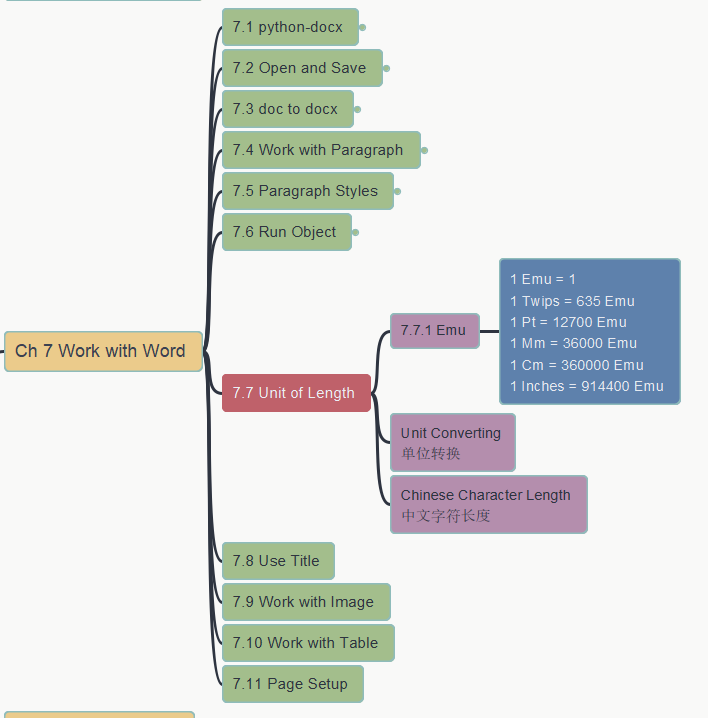 7.1 python-docx
7.2 Open and Save
7.3 doc to docx
7.4 Work with Paragraph
7.5 Paragraph Styles
7.6 Run Object
Ch 7 Work with Word
7.7 Unit of Length
7.7.1 Emu
1 Emu = 1
1 Twips = 635 Emu
1 Pt = 12700 Emu
1 Mm = 36000 Emu
1 Cm = 360000 Emu
1 Inches = 914400 Emu
Unit Converting
单位转换
Chinese Character Length
中文字符长度
7.8 Use Title
7.9 Work with Image
7.10 Work with Table
7.11 Page Setup